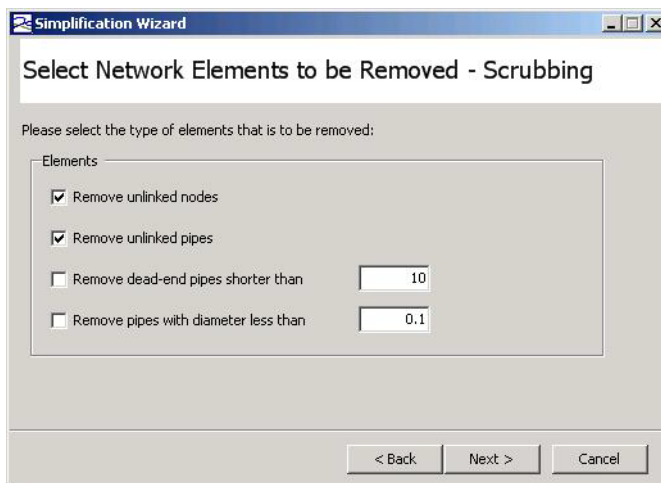 Simplification Wizard
Select Network Elements to be Removed - Scrubbing
Please select the type of elements that is to be removed:
Elements
Remove unlinked nodes
Remove unlinked pipes
Remove dead-end pipes shorter than 10
Remove pipes with diameter less than 0.1
< Back Next > Cancel